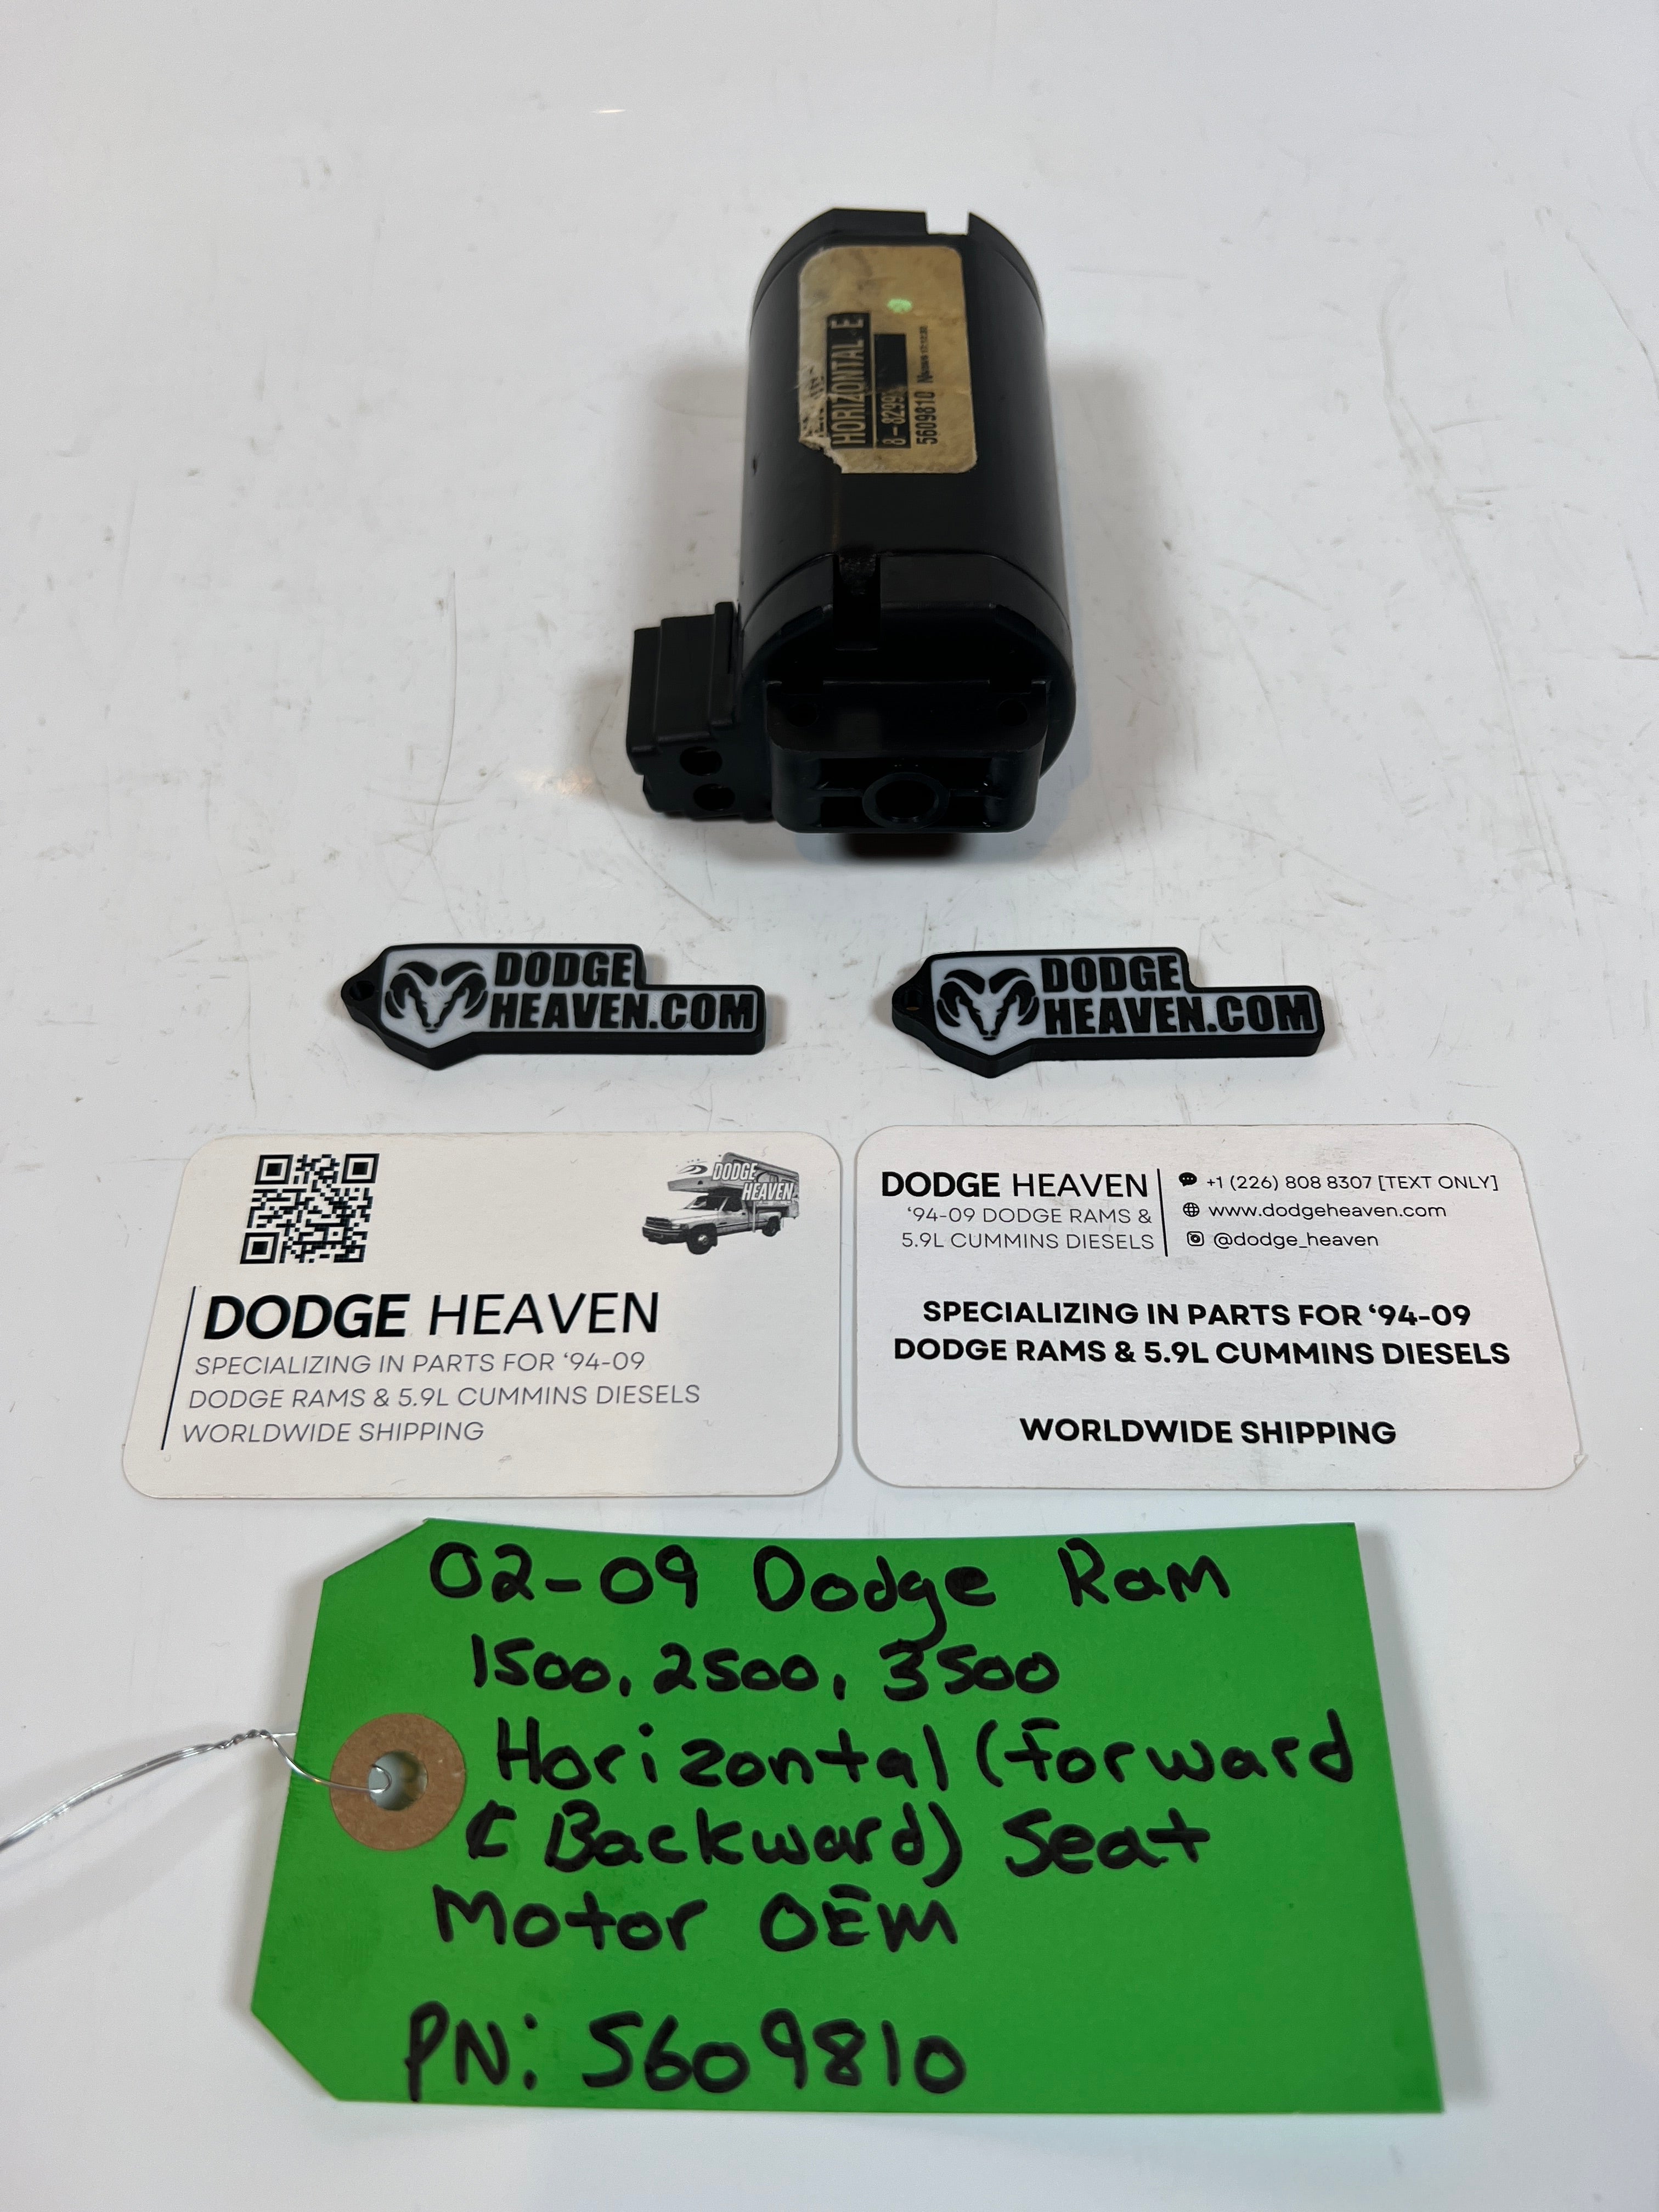 HORIZONTAL E
5609810
DODGE
HEAVEN.COM
DODGE
HEAVEN.COM
DODGE
HEAVEN
DODGE HEAVEN
SPECIALIZING IN PARTS FOR ‘94-09
DODGE RAMS & 5.9L CUMMINS DIESELS
WORLDWIDE SHIPPING
DODGE HEAVEN
‘94-09 DODGE RAMS &
5.9L CUMMINS DIESELS
+1 (226) 808 8307 [TEXT ONLY]
www.dodgeheaven.com
@dodge_heaven
SPECIALIZING IN PARTS FOR ‘94-09
DODGE RAMS & 5.9L CUMMINS DIESELS
WORLDWIDE SHIPPING
02-09 Dodge Ram
1500, 2500, 3500
Horizontal (Forward
& Backward) Seat
Motor OEM
PN: 5609810